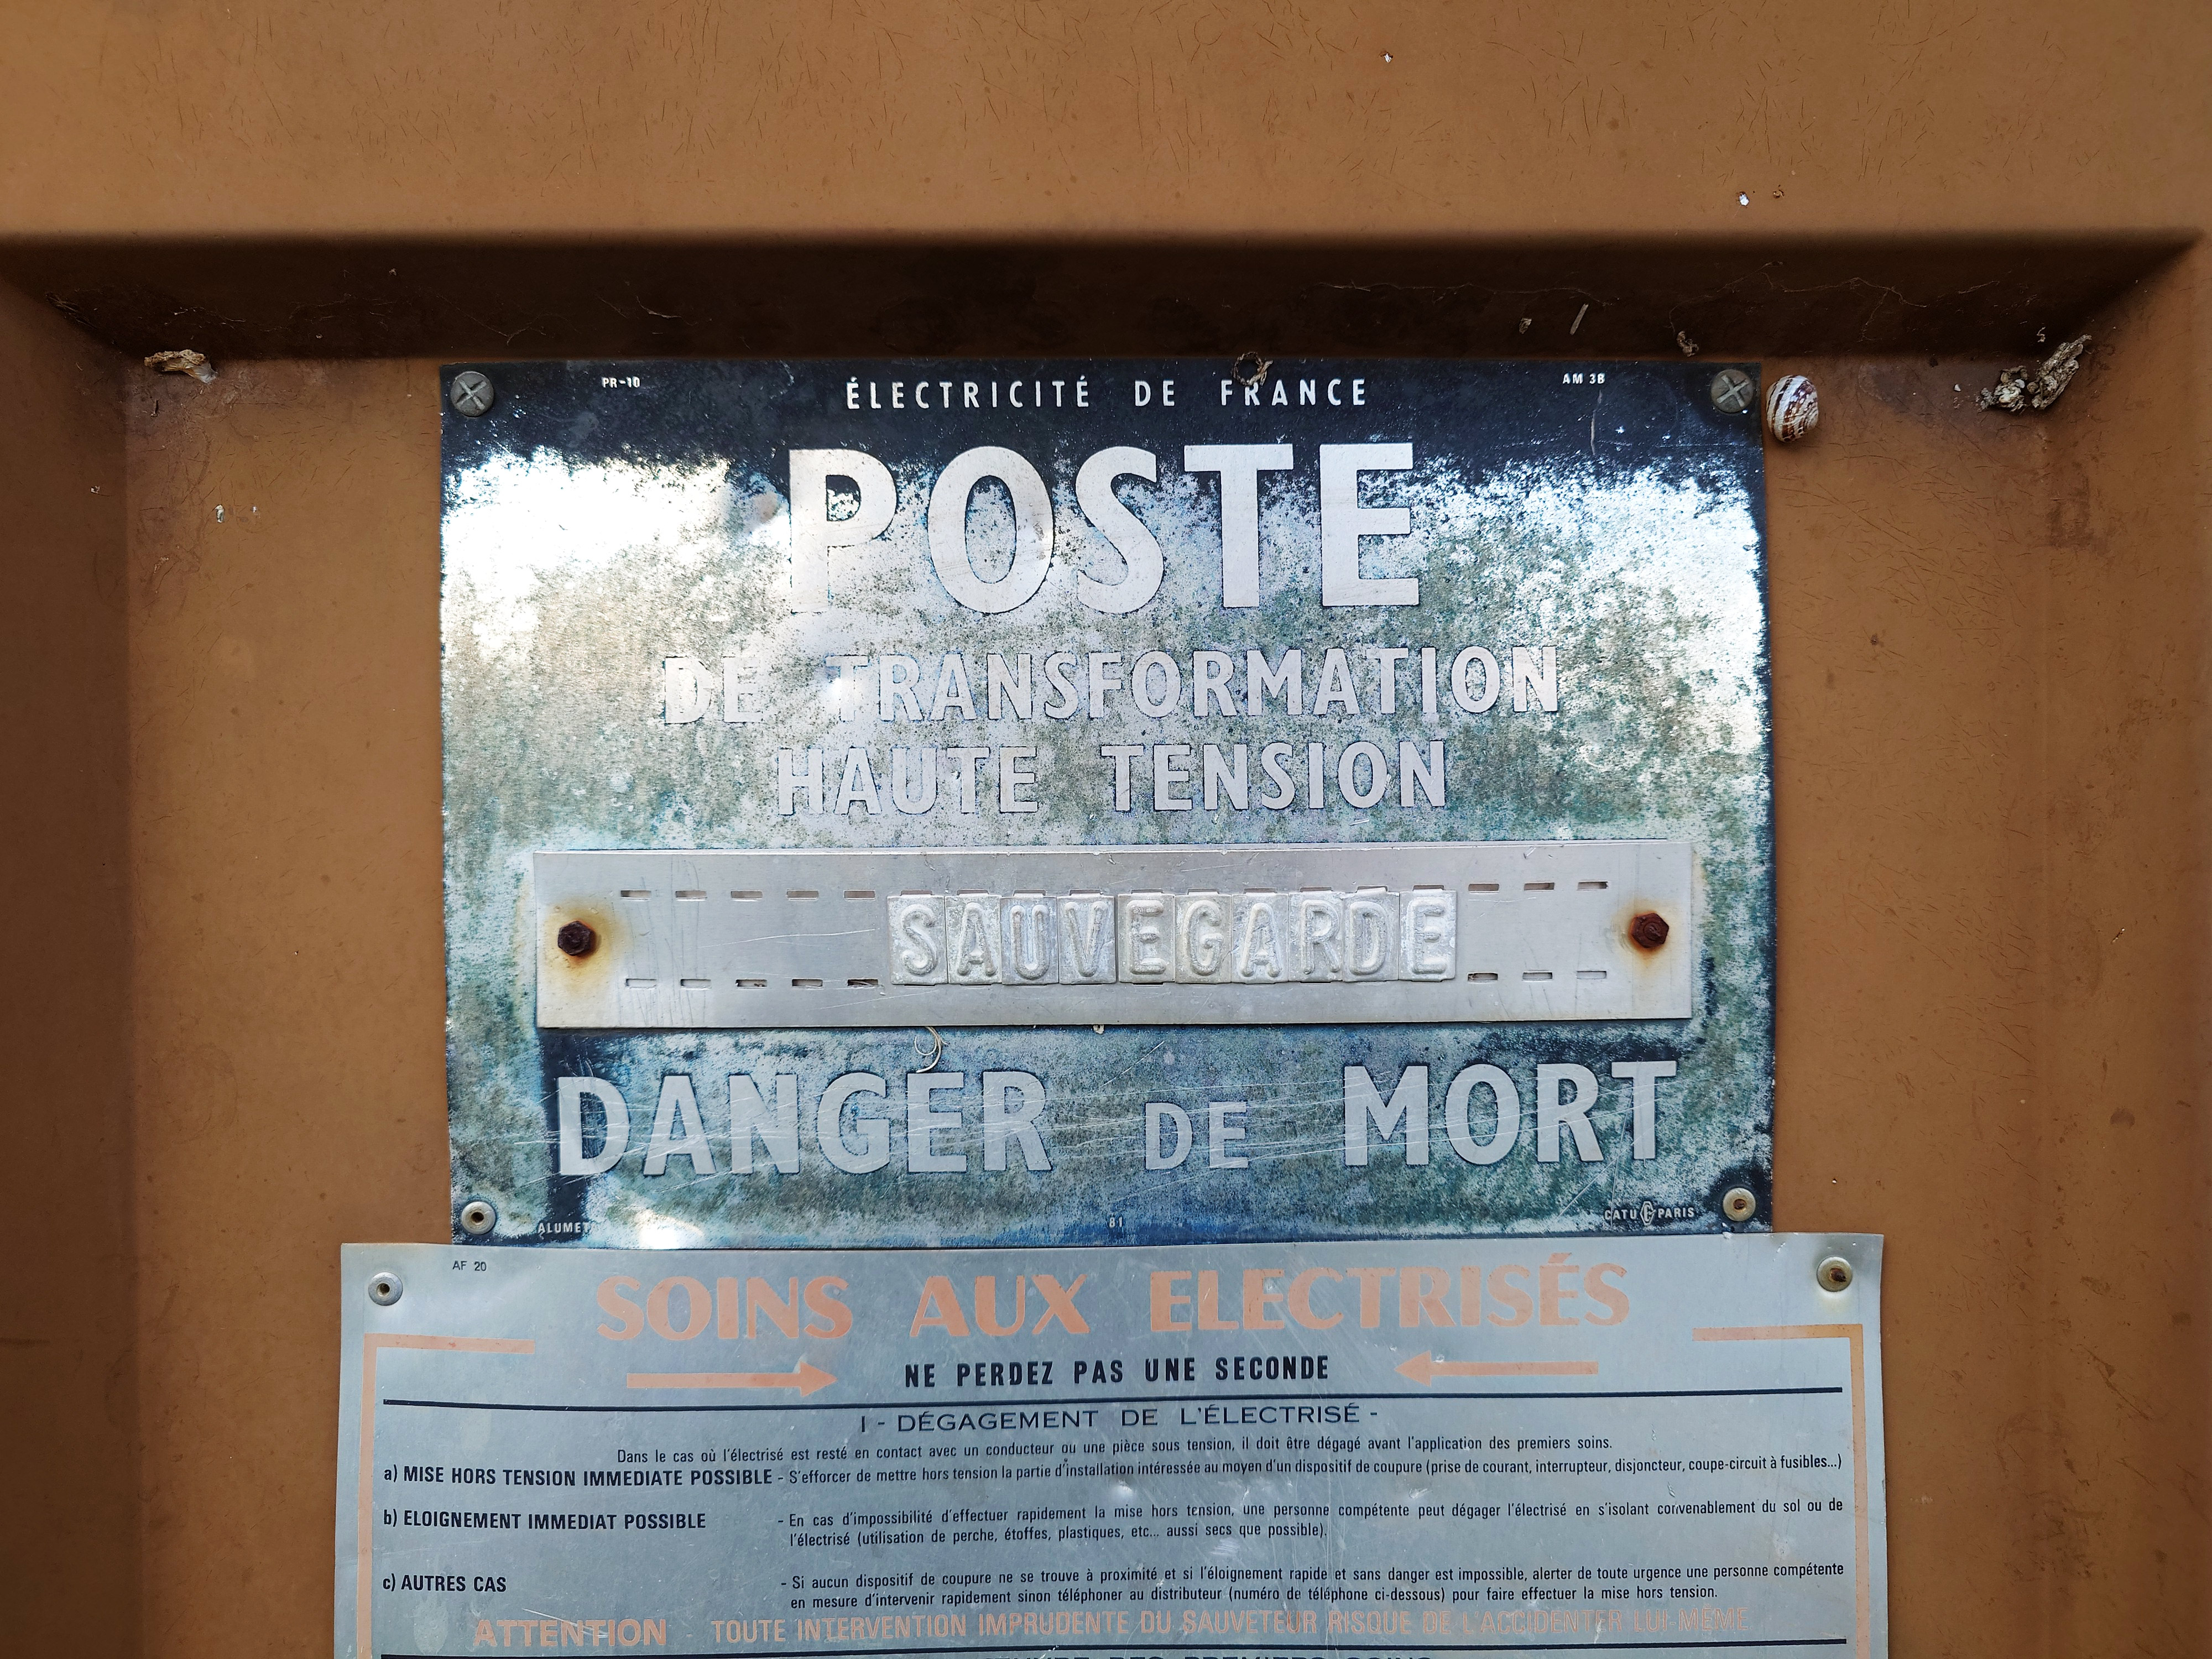 PR-10 ÉLECTRICITÉ DE FRANCE AM 3B
POSTE
DE TRANSFORMATION
HAUTE TENSION
SAUVEGARDE
DANGER DE MORT
ALUMET 81 CATU PARIS
AF 20
SOINS AUX ELECTRISÉS
NE PERDEZ PAS UNE SECONDE
I - DÉGAGEMENT DE L'ÉLECTRISÉ -
Dans le cas où l'électrisé est resté en contact avec un conducteur ou une pièce sous tension, il doit être dégagé avant l'application des premiers soins.
a) MISE HORS TENSION IMMEDIATE POSSIBLE - S'efforcer de mettre hors tension la partie d'installation intéressée au moyen d'un dispositif de coupure (prise de courant, interrupteur, disjoncteur, coupe-circuit à fusibles...)
b) ELOIGNEMENT IMMEDIAT POSSIBLE - En cas d'impossibilité d'effectuer rapidement la mise hors tension, une personne compétente peut dégager l'électrisé en s'isolant convenablement du sol ou de
l'électrisé (utilisation de perche, étoffes, plastiques, etc... aussi secs que possible).
c) AUTRES CAS - Si aucun dispositif de coupure ne se trouve à proximité et si l'éloignement rapide et sans danger est impossible, alerter de toute urgence une personne compétente
en mesure d'intervenir rapidement sinon téléphoner au distributeur (numéro de téléphone ci-dessous) pour faire effectuer la mise hors tension.
ATTENTION TOUTE INTERVENTION IMPRUDENTE DU SAUVETEUR RISQUE DE L'ACCIDENTER LUI-MÊME